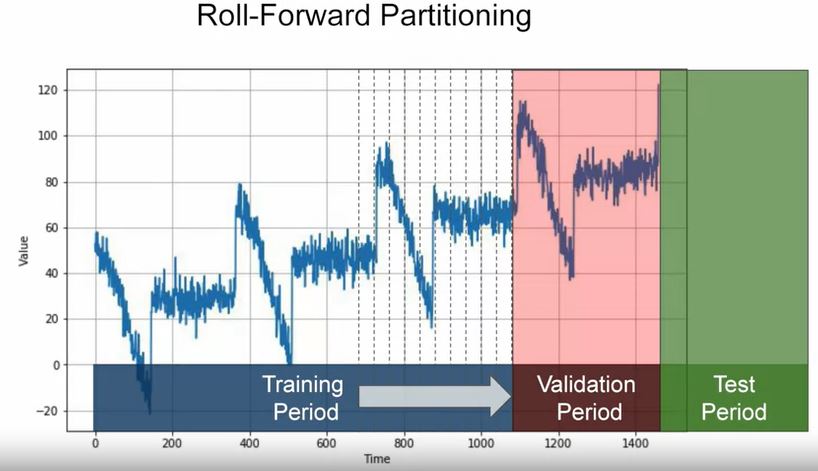 Roll-Forward Partitioning
120
100
80
60
40
20
0
−20
Value
Training
Period
Validation
Period
Test
Period
0
200
400
600
800
1000
1200
1400
Time